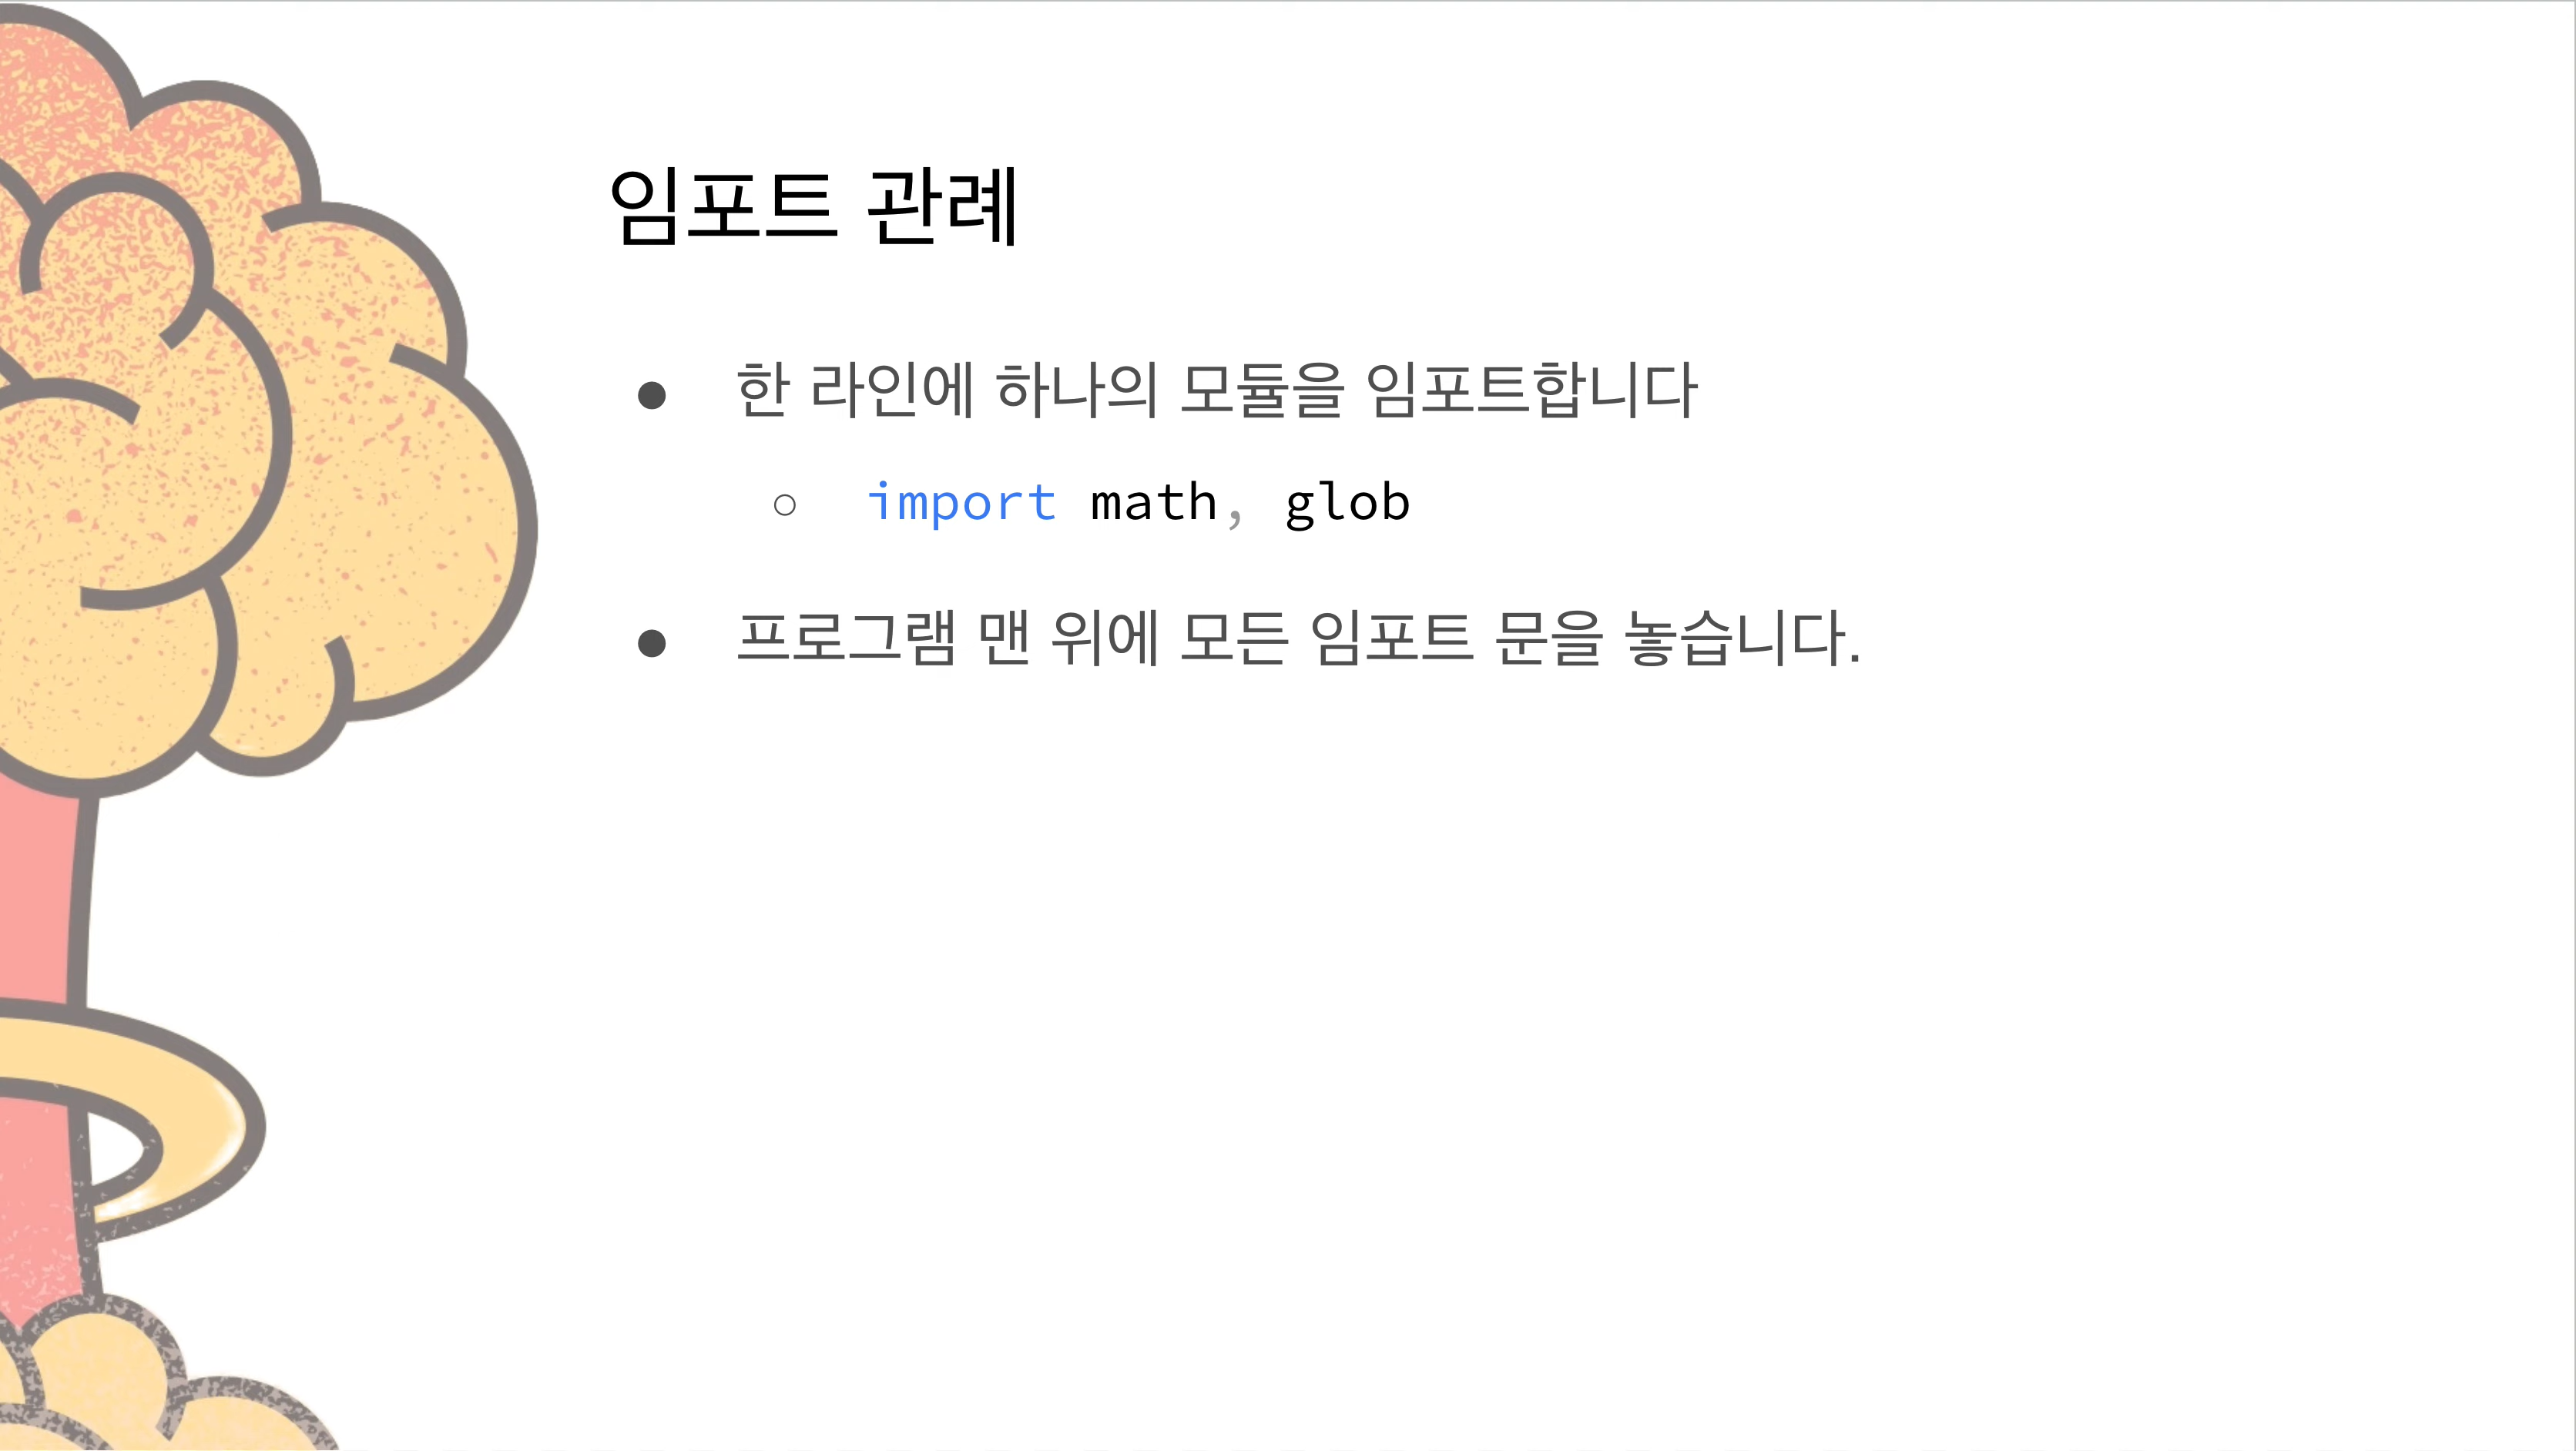 임포트 관례
● 한 라인에 하나의 모듈을 임포트합니다
○ import math, glob
● 프로그램 맨 위에 모든 임포트 문을 놓습니다.